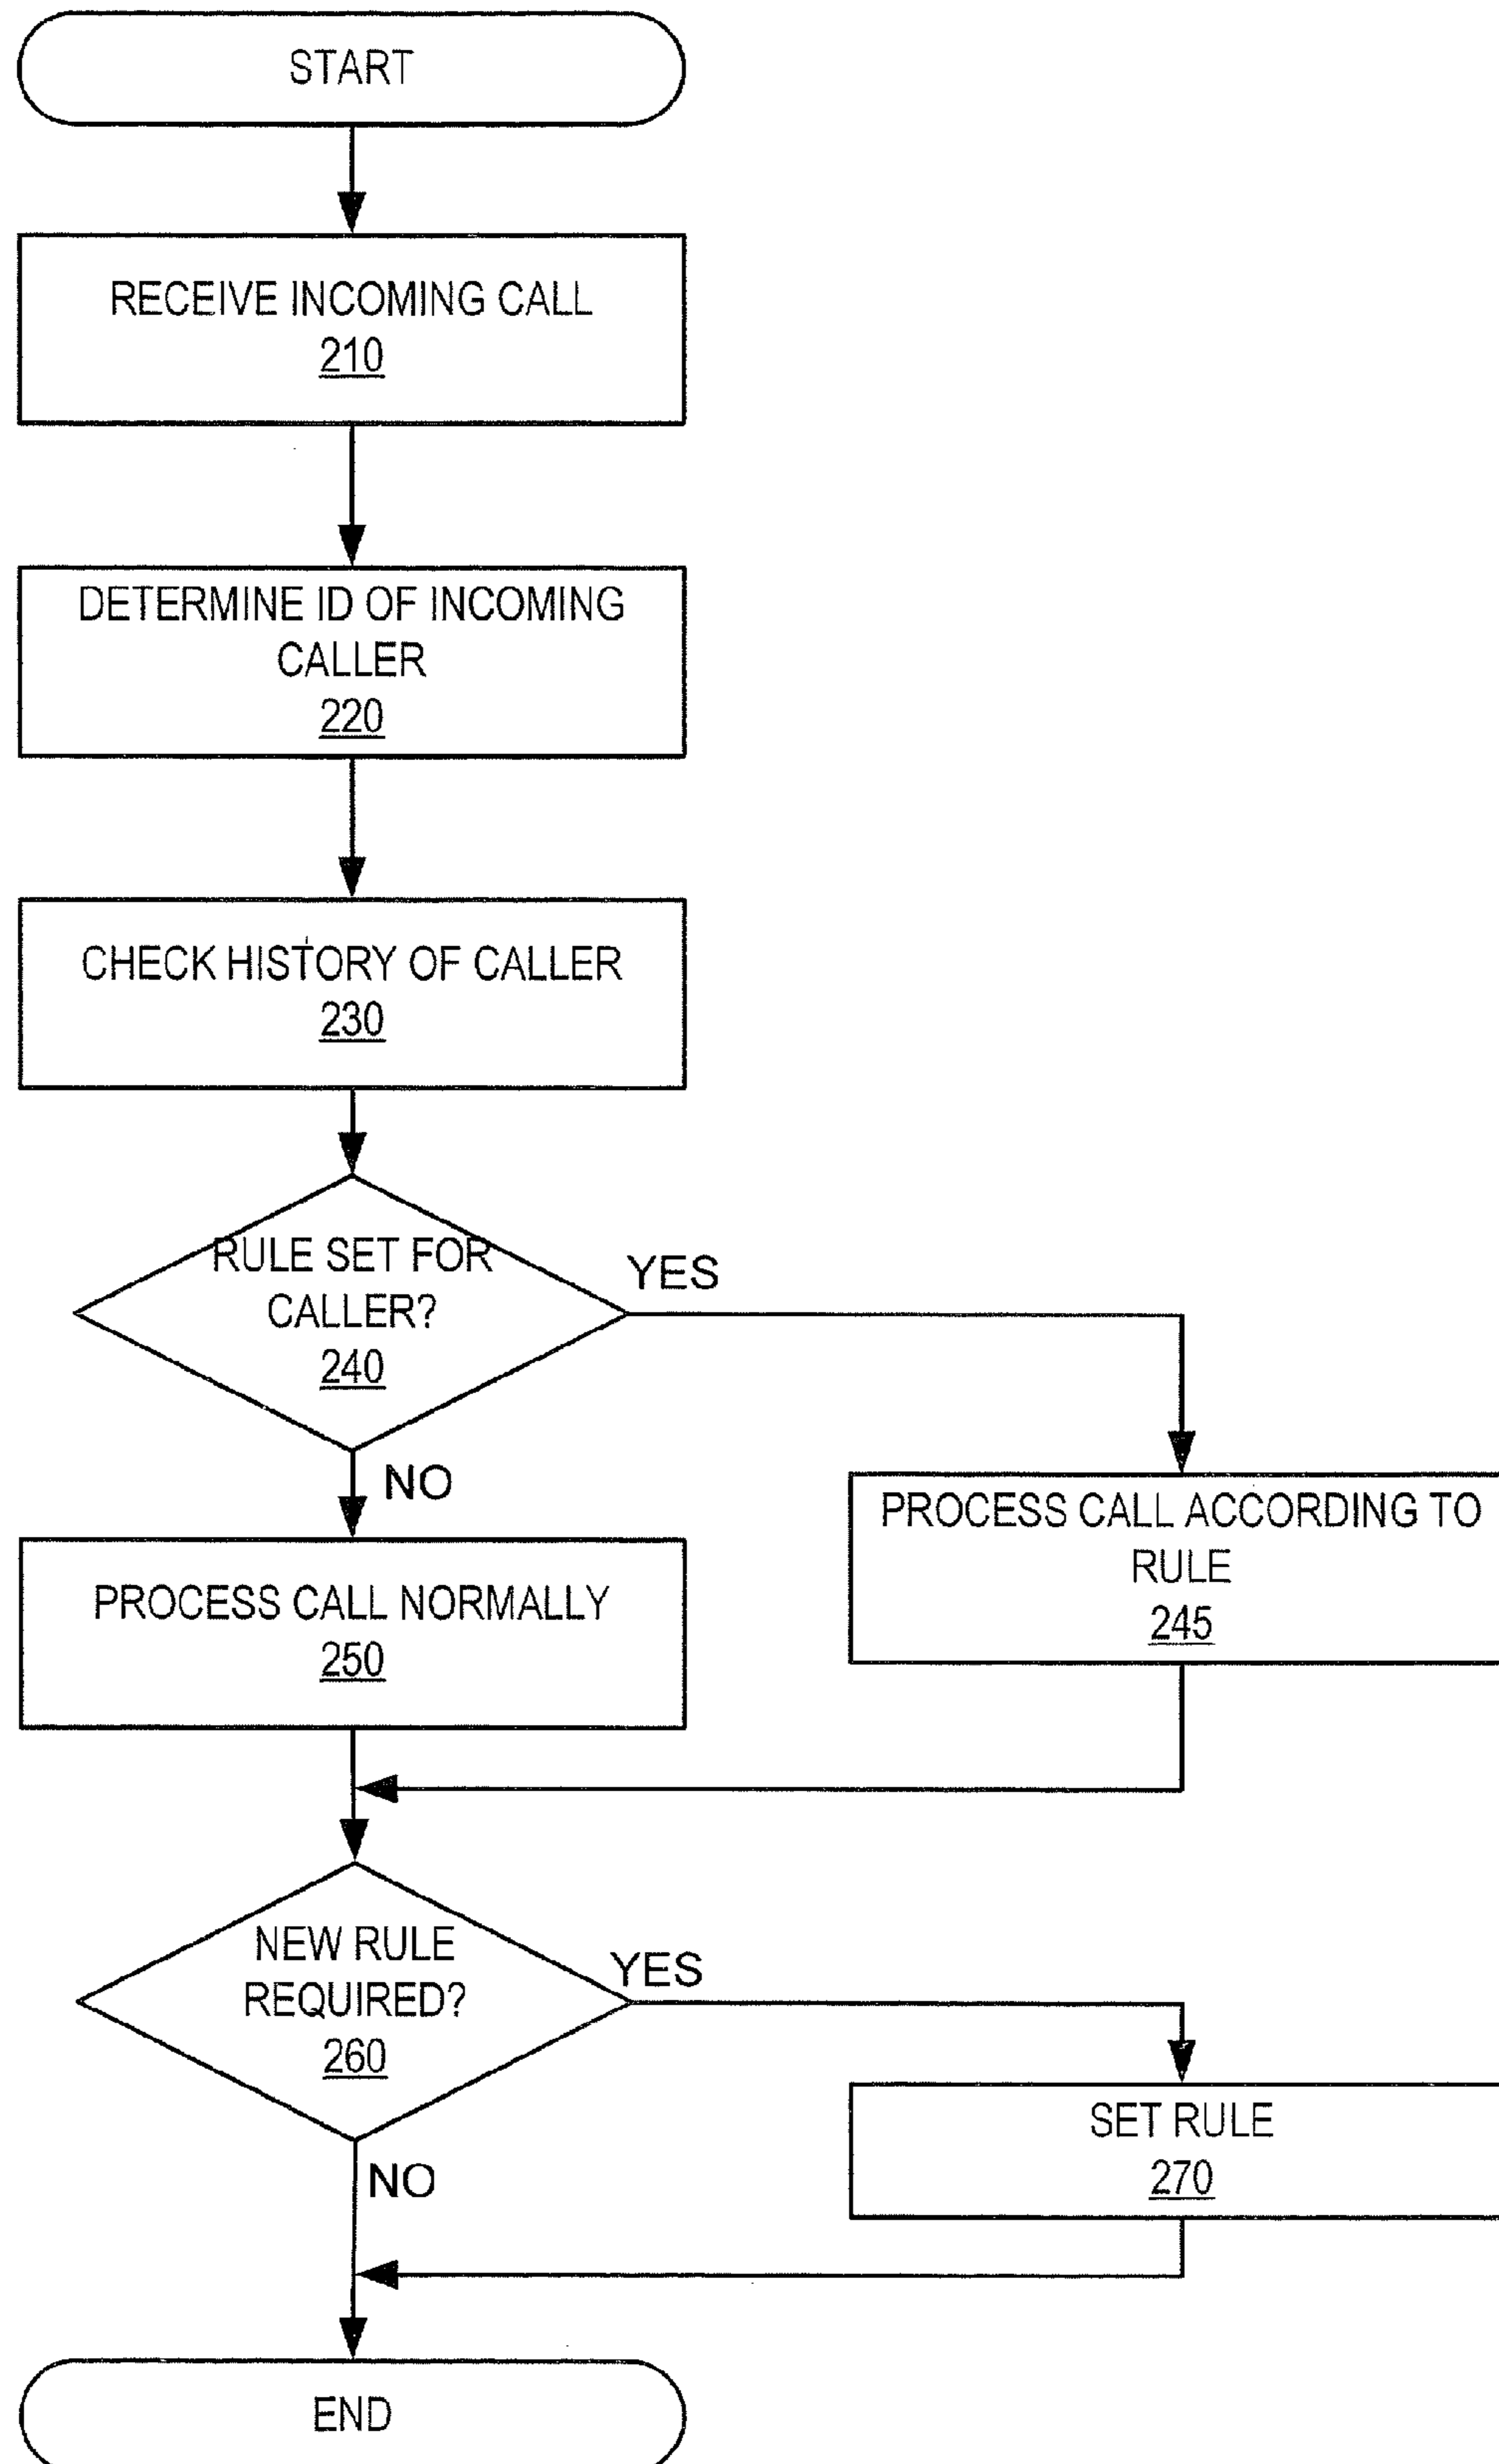 START
RECEIVE INCOMING CALL
210
DETERMINE ID OF INCOMING
CALLER
220
CHECK HISTORY OF CALLER
230
RULE SET FOR
CALLER?
240
YES
NO
PROCESS CALL ACCORDING TO
RULE
245
PROCESS CALL NORMALLY
250
NEW RULE
REQUIRED?
260
YES
NO
SET RULE
270
END